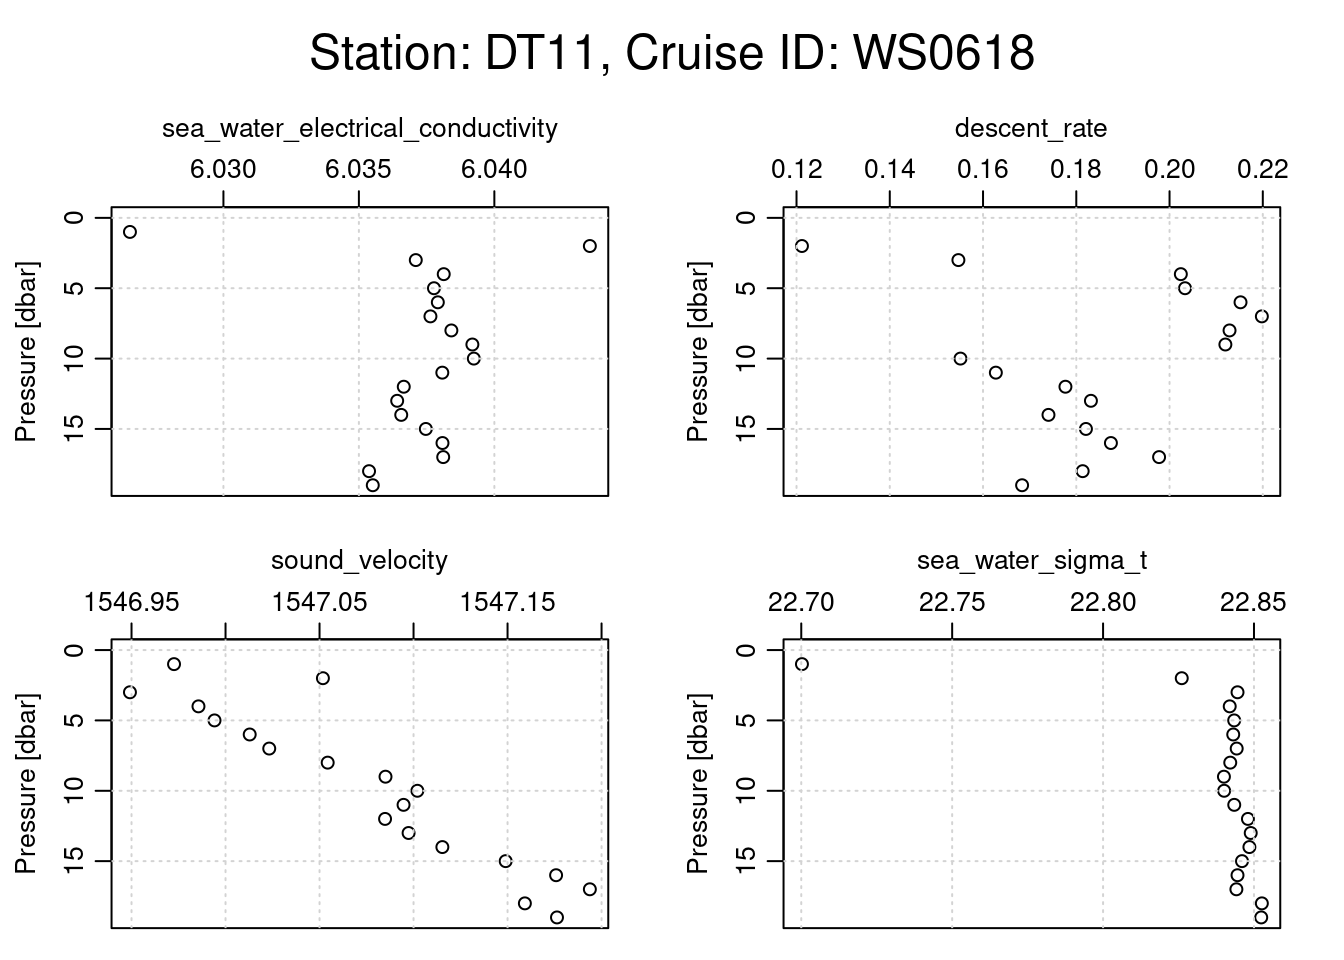 Station: DT11, Cruise ID: WS0618
sea_water_electrical_conductivity
6.030 6.035 6.040
Pressure [dbar]
0
5
10
15
descent_rate
0.12 0.14 0.16 0.18 0.20 0.22
Pressure [dbar]
0
5
10
15
sound_velocity
1546.95 1547.05 1547.15
Pressure [dbar]
0
5
10
15
sea_water_sigma_t
22.70 22.75 22.80 22.85
Pressure [dbar]
0
5
10
15